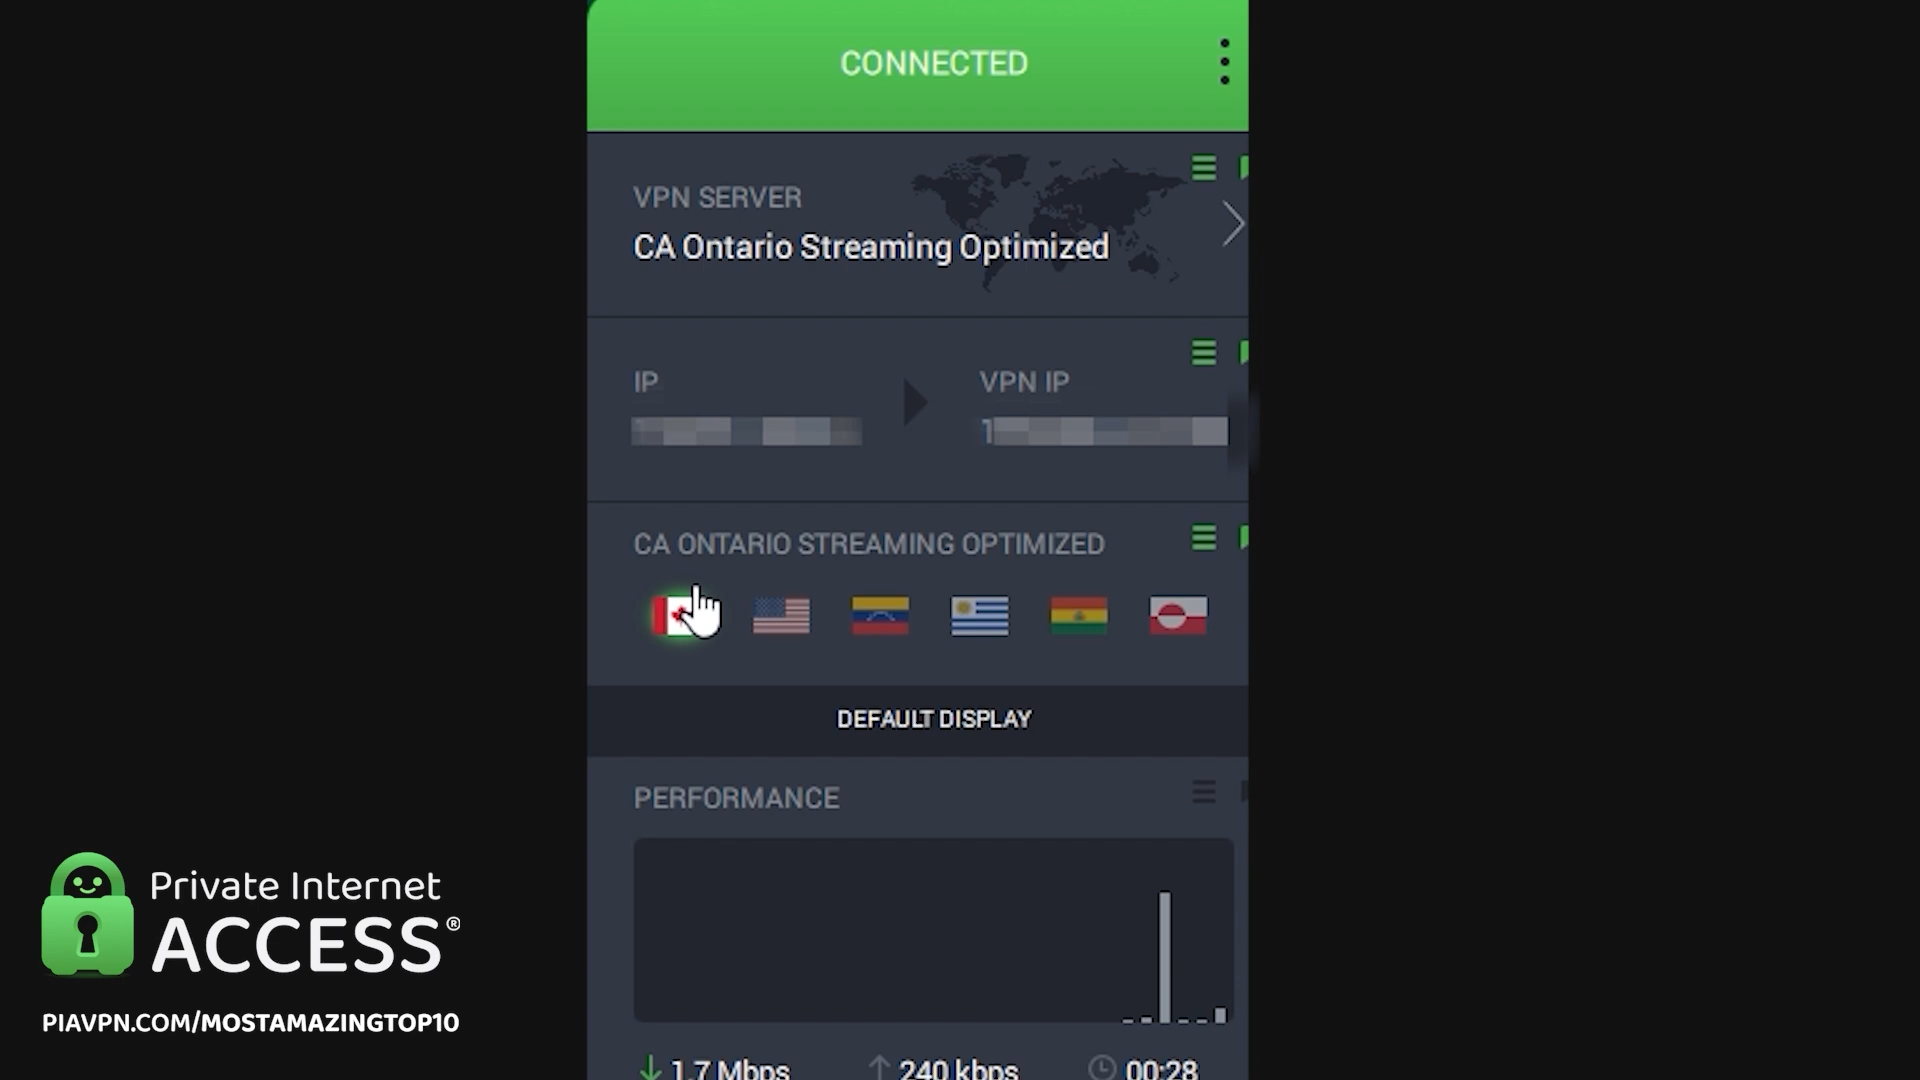 CONNECTED
VPN SERVER
CA Ontario Streaming Optimized
IP
VPN IP
1
CA ONTARIO STREAMING OPTIMIZED
DEFAULT DISPLAY
PERFORMANCE
1.7 Mbps
240 kbps
00:28
Private Internet
ACCESS®
PIAVPN.COM/MOSTAMAZINGTOP10